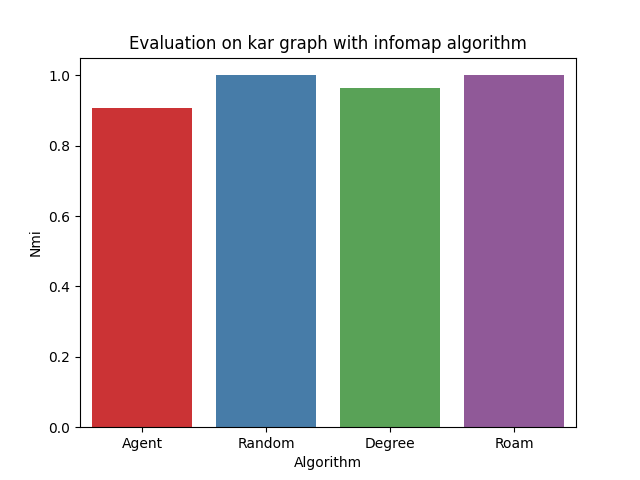 Evaluation on kar graph with infomap algorithm
1.0
0.8
0.6
0.4
0.2
0.0
Nmi
Agent Random Degree Roam
Algorithm